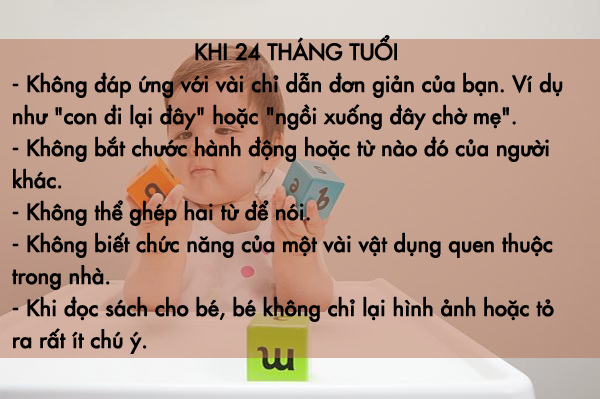 KHI 24 THÁNG TUỔI
- Không đáp ứng với vài chỉ dẫn đơn giản của bạn. Ví dụ
như "con đi lại đây" hoặc "ngồi xuống đây chờ mẹ".
- Không bắt chước hành động hoặc từ nào đó của người
khác.
- Không thể ghép hai từ để nói.
- Không biết chức năng của một vài vật dụng quen thuộc
trong nhà.
- Khi đọc sách cho bé, bé không chỉ lại hình ảnh hoặc tỏ
ra rất ít chú ý.
m